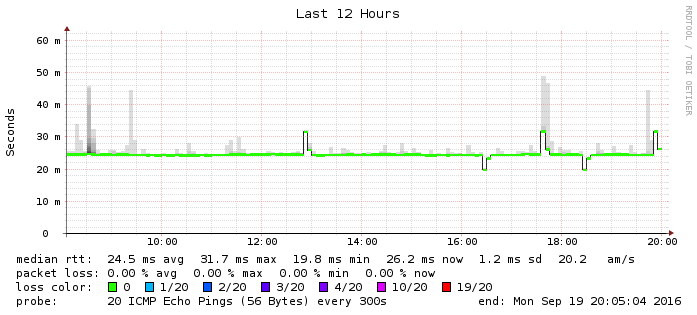 Last 12 Hours
RRDTOOL / TOBI OETIKER
Seconds
60 m
50 m
40 m
30 m
20 m
10 m
0
10:00 12:00 14:00 16:00 18:00 20:00
median rtt: 24.5 ms avg 31.7 ms max 19.8 ms min 26.2 ms now 1.2 ms sd 20.2 am/s
packet loss: 0.00 % avg 0.00 % max 0.00 % min 0.00 % now
loss color: 0 1/20 2/20 3/20 4/20 10/20 19/20
probe: 20 ICMP Echo Pings (56 Bytes) every 300s end: Mon Sep 19 20:05:04 2016